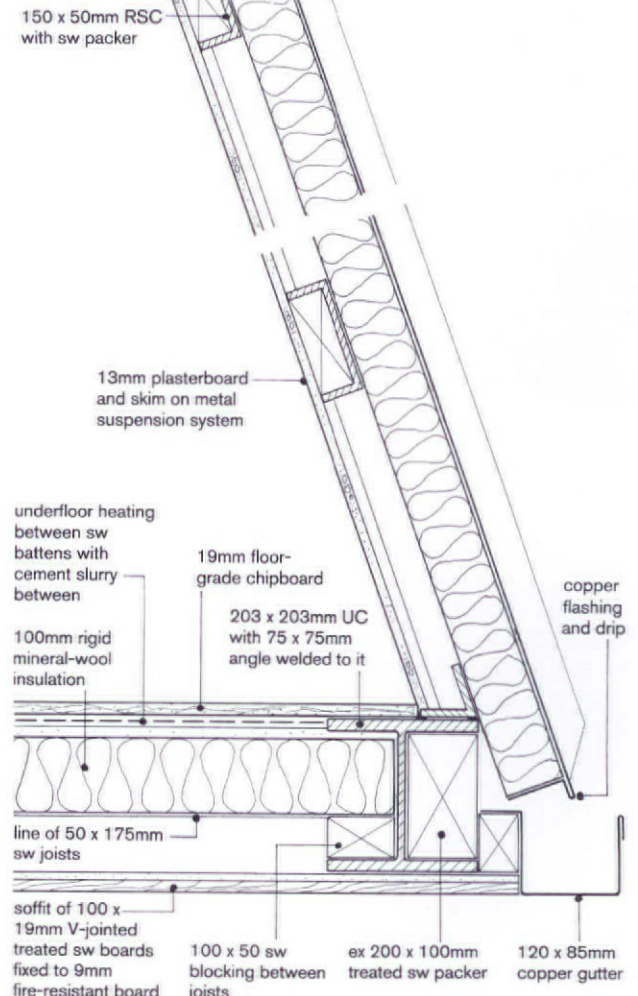 150 x 50mm RSC
with sw packer
13mm plasterboard
and skim on metal
suspension system
underfloor heating
between sw
battens with
cement slurry
between
19mm floor-
grade chipboard
copper
flashing
and drip
203 x 203mm UC
with 75 x 75mm
angle welded to it
100mm rigid
mineral-wool
insulation
line of 50 x 175mm
sw joists
soffit of 100 x
19mm V-jointed
treated sw boards
fixed to 9mm
fire-resistant board
100 x 50 sw
blocking between
joists
ex 200 x 100mm
treated sw packer
120 x 85mm
copper gutter